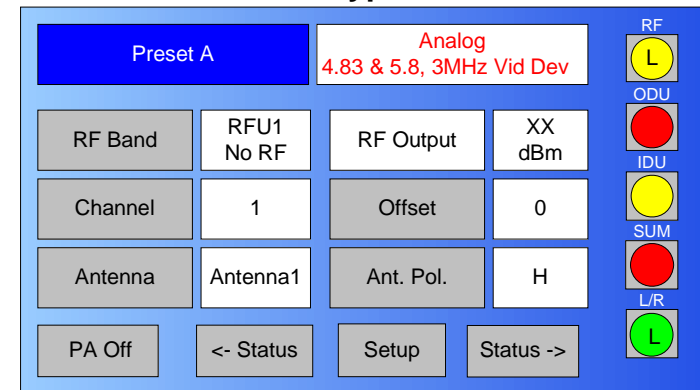 Preset A
Analog
4.83 & 5.8, 3MHz Vid Dev
RF
L
ODU
RF Band
RFU1
No RF
RF Output
XX
dBm
IDU
Channel
1
Offset
0
SUM
Antenna
Antenna1
Ant. Pol.
H
L/R
L
PA Off
<- Status
Setup
Status ->